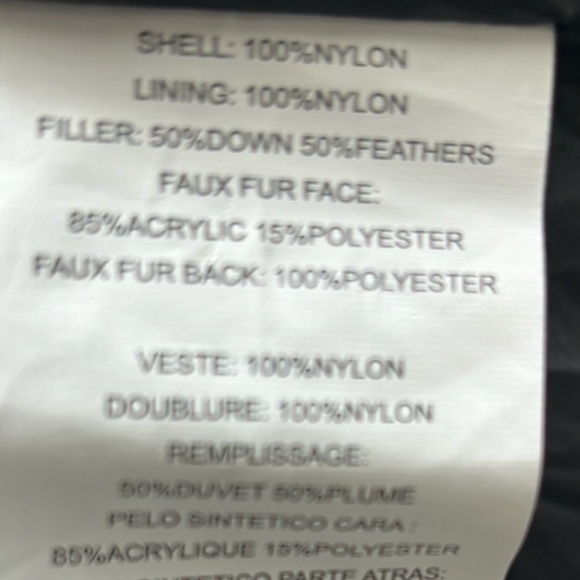 SHELL: 100%NYLON
LINING: 100%NYLON
FILLER: 50%DOWN 50%FEATHERS
FAUX FUR FACE:
85%ACRYLIC 15%POLYESTER
FAUX FUR BACK: 100%POLYESTER
VESTE: 100%NYLON
DOUBLURE: 100%NYLON
REMPLISSAGE:
50%DUVET 50%PLUME
PELO SINTETICO CARA :
85%ACRYLIQUE 15%POLYESTER
SINTETICO PARTE ATRAS: